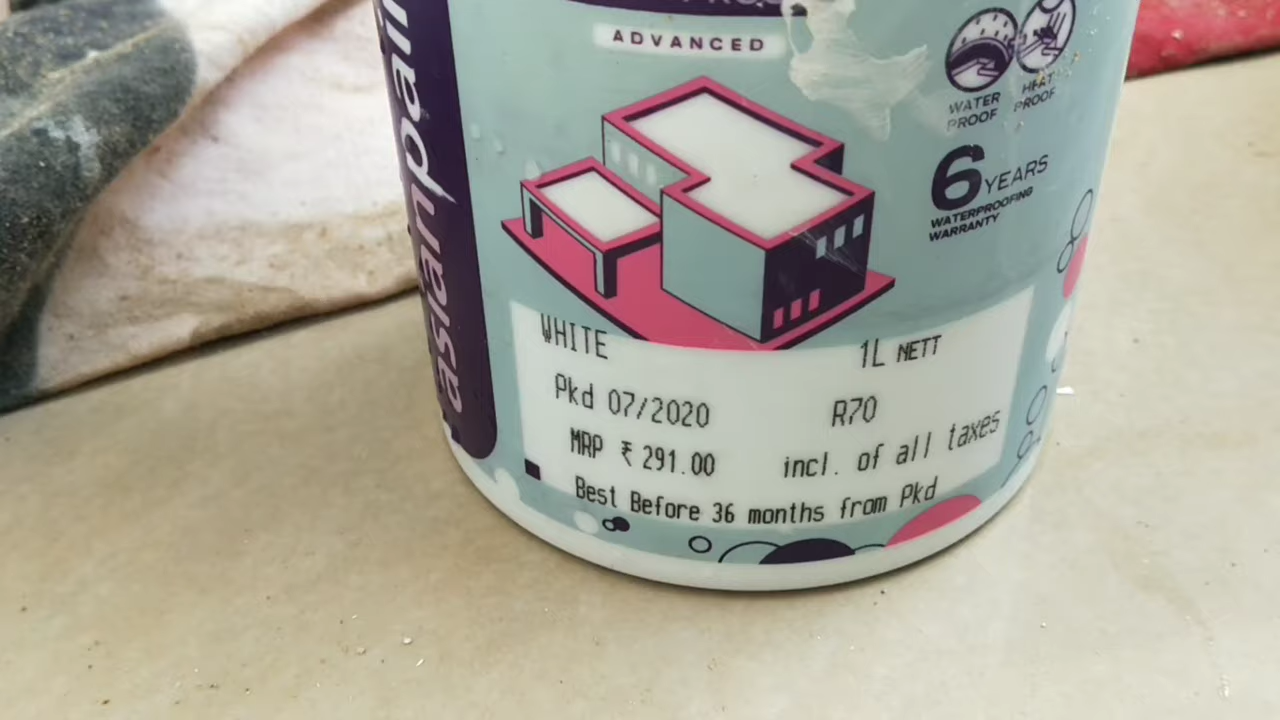 asianpain
ADVANCED
WATER
PROOF
HEAT
PROOF
6 YEARS
WATERPROOFING
WARRANTY
WHITE 1L NETT
Pkd 07/2020 R70
MRP ₹ 291.00 incl. of all taxes
Best Before 36 months from Pkd